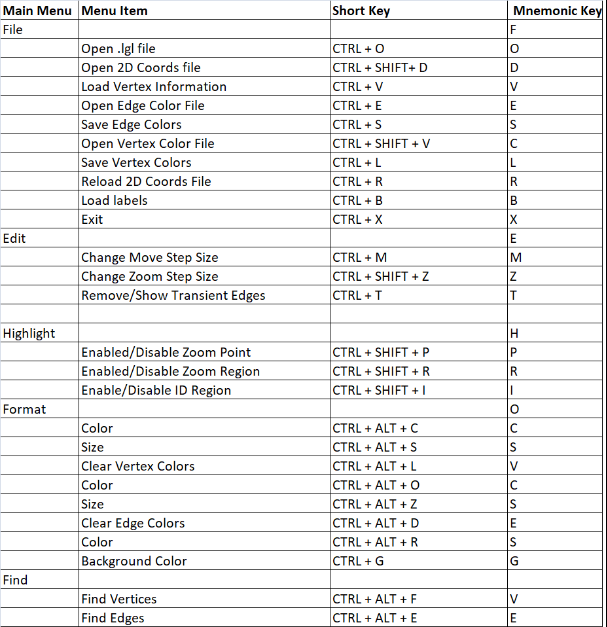 Main Menu Menu Item Short Key Mnemonic Key
File F
Open .lgl file CTRL + O O
Open 2D Coords file CTRL + SHIFT+ D D
Load Vertex Information CTRL + V V
Open Edge Color File CTRL + E E
Save Edge Colors CTRL + S S
Open Vertex Color File CTRL + SHIFT + V C
Save Vertex Colors CTRL + L L
Reload 2D Coords File CTRL + R R
Load labels CTRL + B B
Exit CTRL + X X
Edit E
Change Move Step Size CTRL + M M
Change Zoom Step Size CTRL + SHIFT + Z Z
Remove/Show Transient Edges CTRL + T T
Highlight H
Enabled/Disable Zoom Point CTRL + SHIFT + P P
Enabled/Disable Zoom Region CTRL + SHIFT + R R
Enable/Disable ID Region CTRL + SHIFT + I I
Format O
Color CTRL + ALT + C C
Size CTRL + ALT + S S
Clear Vertex Colors CTRL + ALT + L V
Color CTRL + ALT + O C
Size CTRL + ALT + Z S
Clear Edge Colors CTRL + ALT + D E
Color CTRL + ALT + R S
Background Color CTRL + G G
Find
Find Vertices CTRL + ALT + F V
Find Edges CTRL + ALT + E E